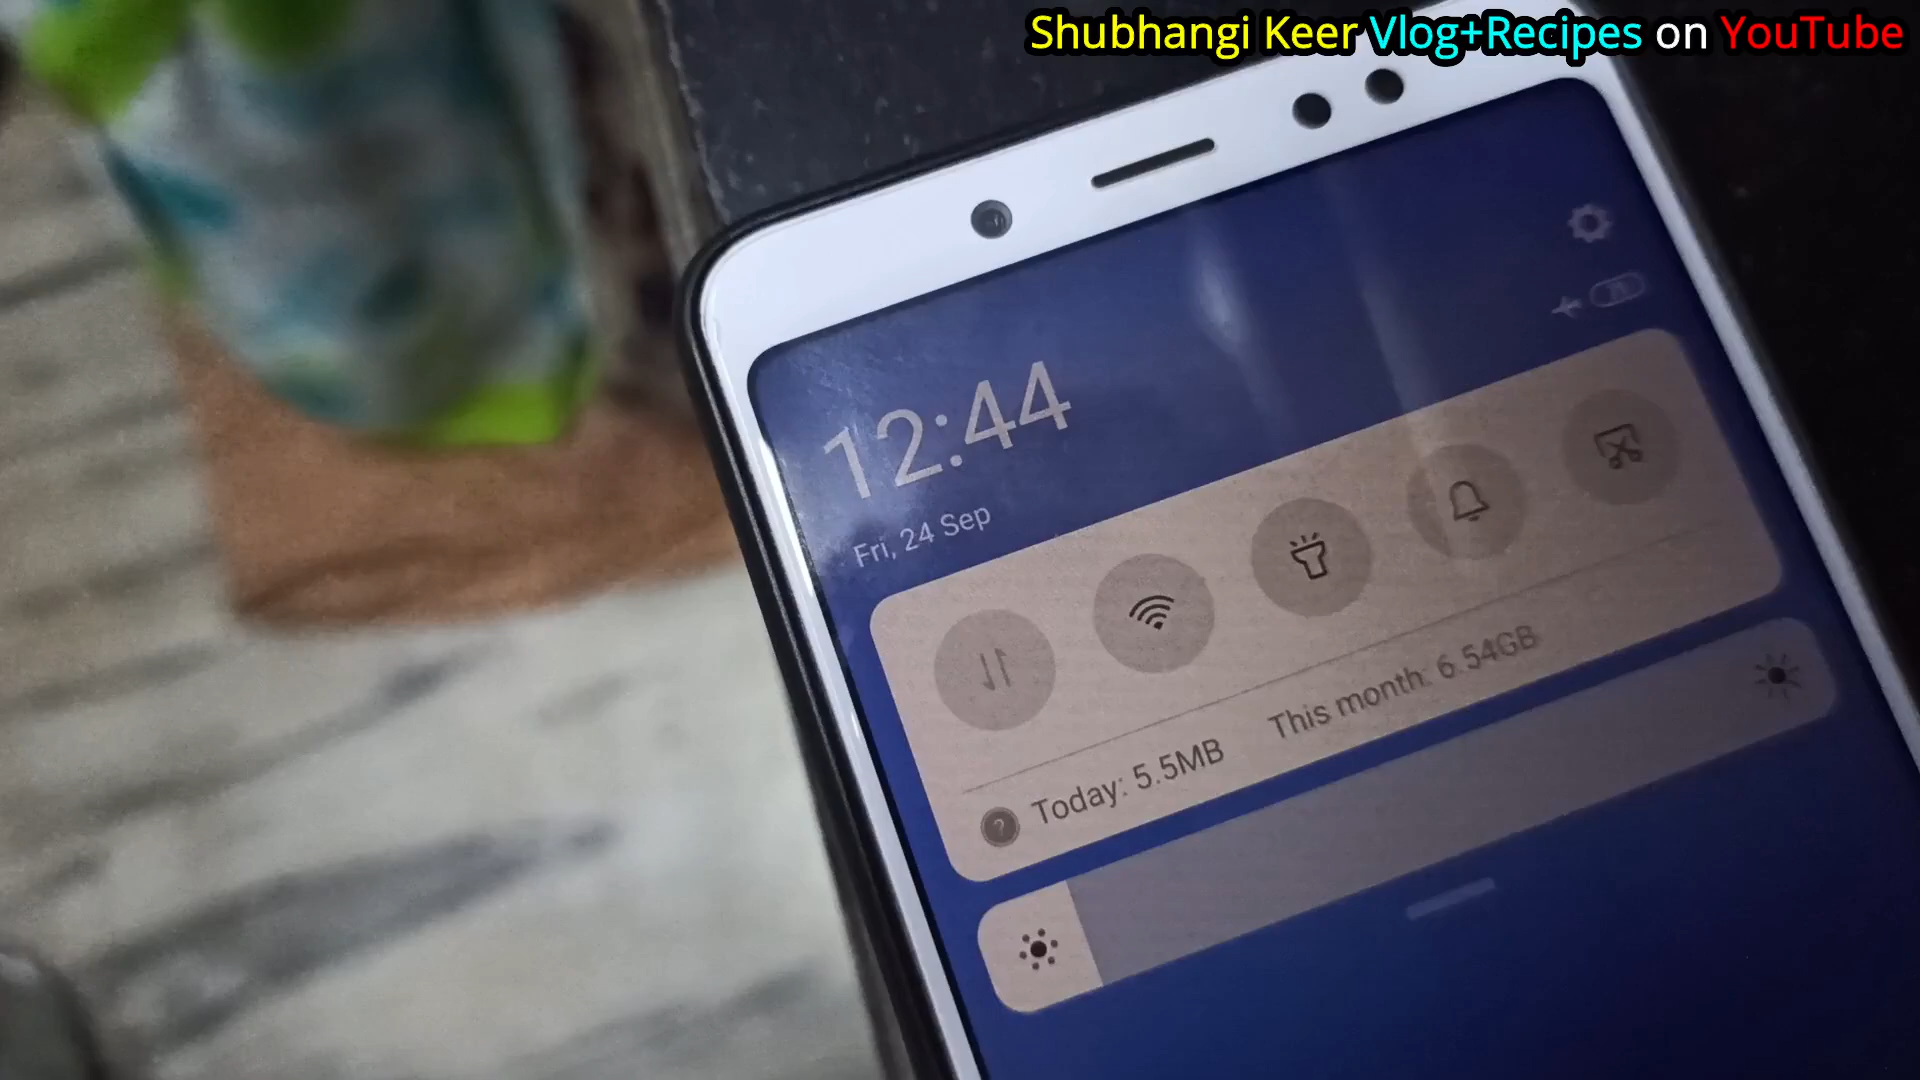 Shubhangi Keer Vlog+Recipes on YouTube
12:44
Fri, 24 Sep
Today: 5.5MB
This month: 6.54GB